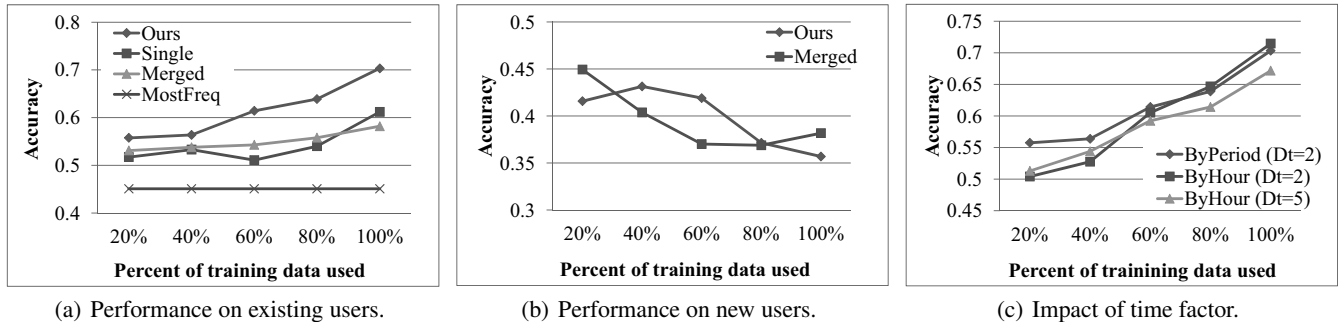 0.8
0.7
0.6
0.5
0.4
Accuracy
Ours
Single
Merged
MostFreq
20% 40% 60% 80% 100%
Percent of training data used
(a) Performance on existing users.
0.5
0.45
0.4
0.35
0.3
Accuracy
Ours
Merged
20% 40% 60% 80% 100%
Percent of training data used
(b) Performance on new users.
0.75
0.7
0.65
0.6
0.55
0.5
0.45
Accuracy
ByPeriod (Dt=2)
ByHour (Dt=2)
ByHour (Dt=5)
20% 40% 60% 80% 100%
Percent of trainining data used
(c) Impact of time factor.